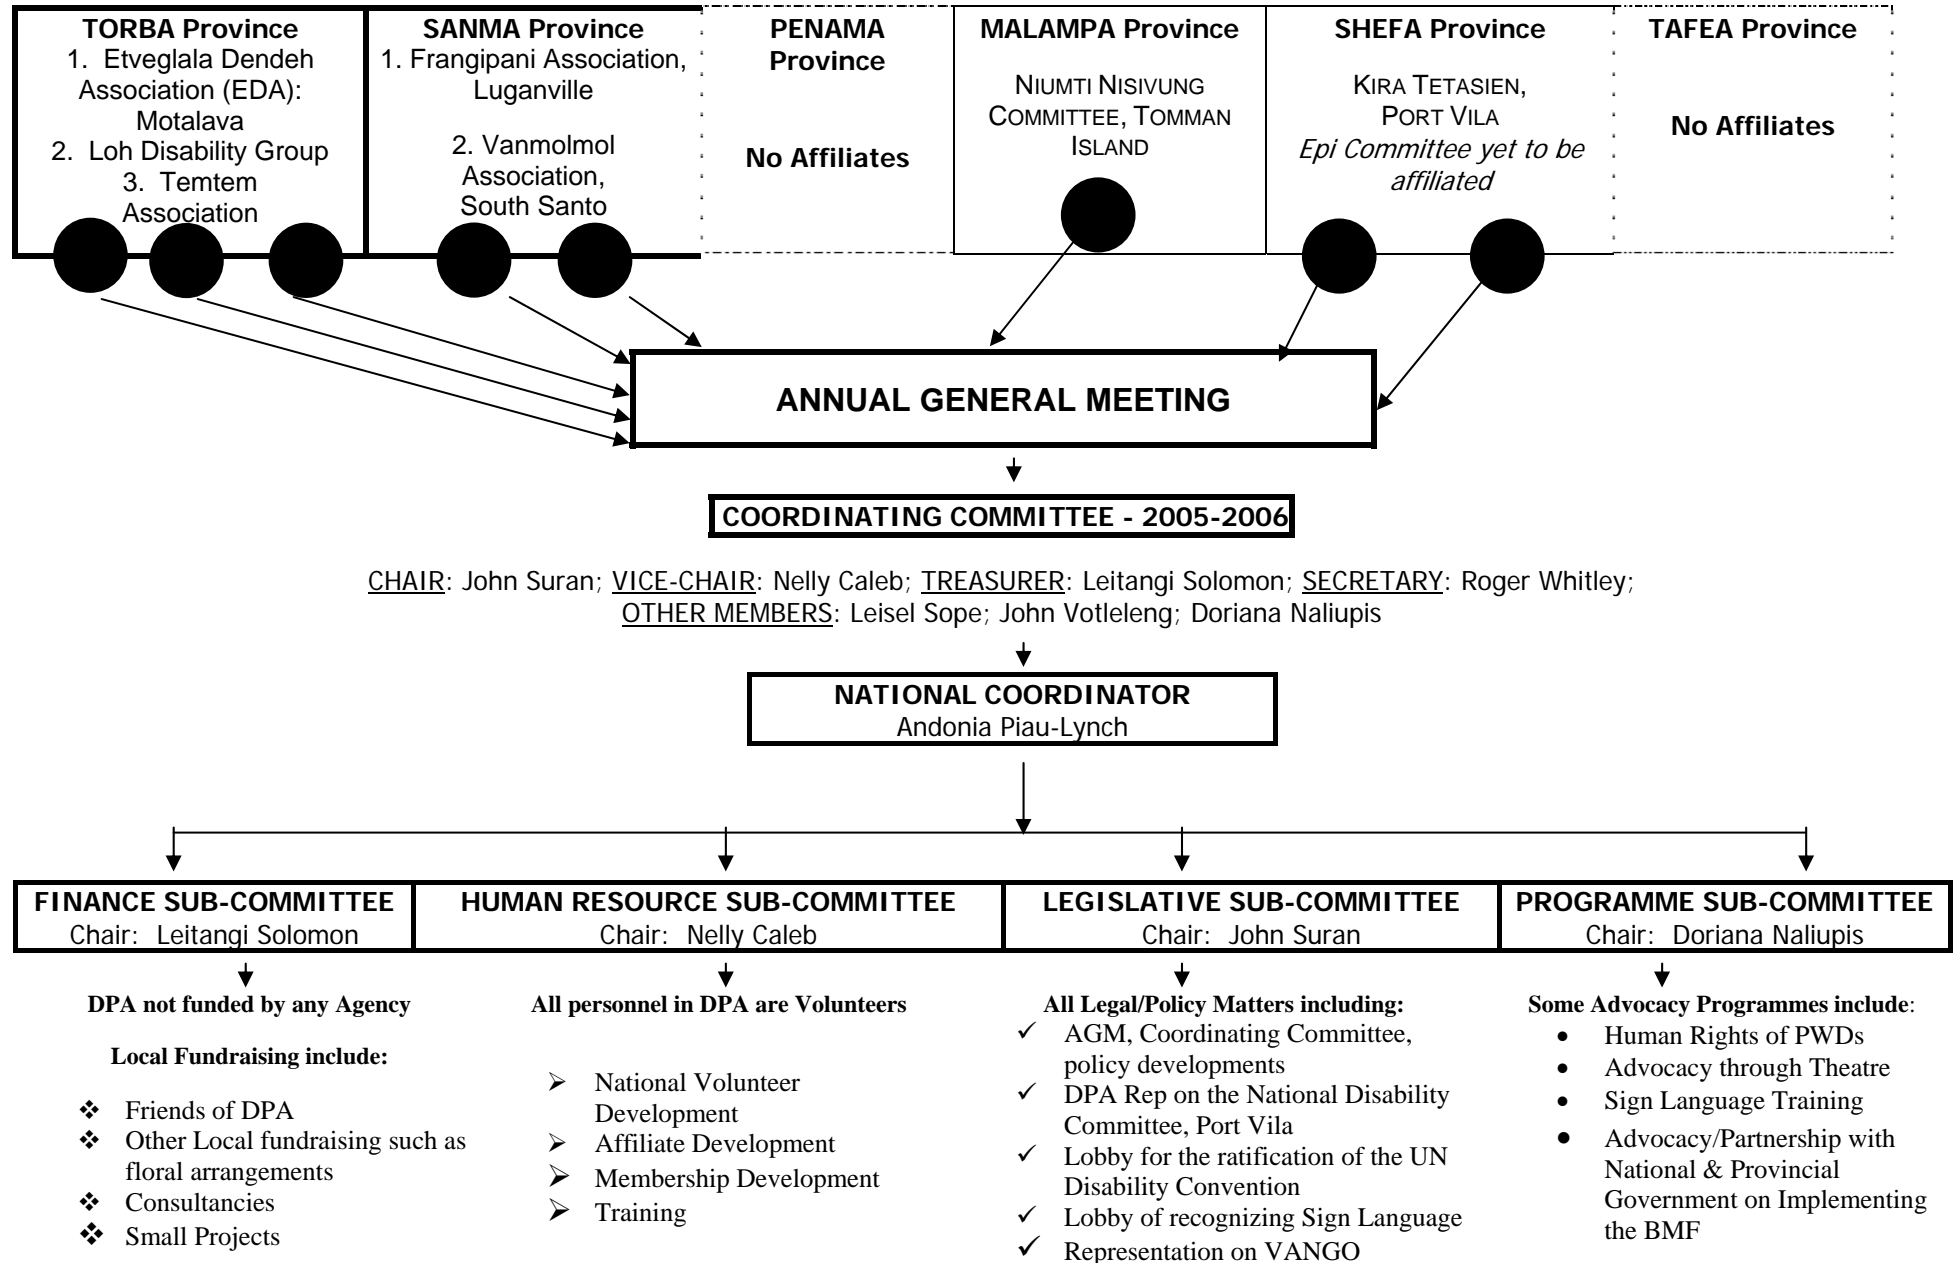 TORBA Province
1. Etveglala Dendeh
Association (EDA):
Motalava
2. Loh Disability Group
3. Temtem
Association
SANMA Province
1. Frangipani Association,
Luganville
2. Vanmolmol
Association,
South Santo
PENAMA
Province
No Affiliates
MALAMPA Province
NIUMTI NISIVUNG
COMMITTEE, TOMMAN
ISLAND
SHEFA Province
KIRA TETASIEN,
PORT VILA
Epi Committee yet to be
affiliated
TAFEA Province
No Affiliates
ANNUAL GENERAL MEETING
COORDINATING COMMITTEE - 2005-2006
CHAIR: John Suran; VICE-CHAIR: Nelly Caleb; TREASURER: Leitangi Solomon; SECRETARY: Roger Whitley;
OTHER MEMBERS: Leisel Sope; John Votleleng; Doriana Naliupis
NATIONAL COORDINATOR
Andonia Piau-Lynch
FINANCE SUB-COMMITTEE
Chair: Leitangi Solomon
HUMAN RESOURCE SUB-COMMITTEE
Chair: Nelly Caleb
LEGISLATIVE SUB-COMMITTEE
Chair: John Suran
PROGRAMME SUB-COMMITTEE
Chair: Doriana Naliupis
DPA not funded by any Agency
Local Fundraising include:
❖ Friends of DPA
❖ Other Local fundraising such as
floral arrangements
❖ Consultancies
❖ Small Projects
All personnel in DPA are Volunteers
➢ National Volunteer
Development
➢ Affiliate Development
➢ Membership Development
➢ Training
All Legal/Policy Matters including:
✓ AGM, Coordinating Committee,
policy developments
✓ DPA Rep on the National Disability
Committee, Port Vila
✓ Lobby for the ratification of the UN
Disability Convention
✓ Lobby of recognizing Sign Language
✓ Representation on VANGO
Some Advocacy Programmes include:
• Human Rights of PWDs
• Advocacy through Theatre
• Sign Language Training
• Advocacy/Partnership with
National & Provincial
Government on Implementing
the BMF